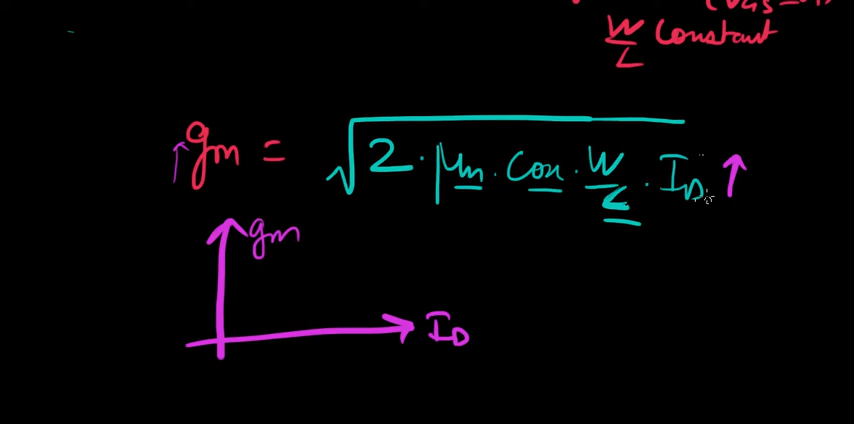 W/L constant
↑ gm = √(2 · μn · Cox · W/L · ID) ↑
gm
ID